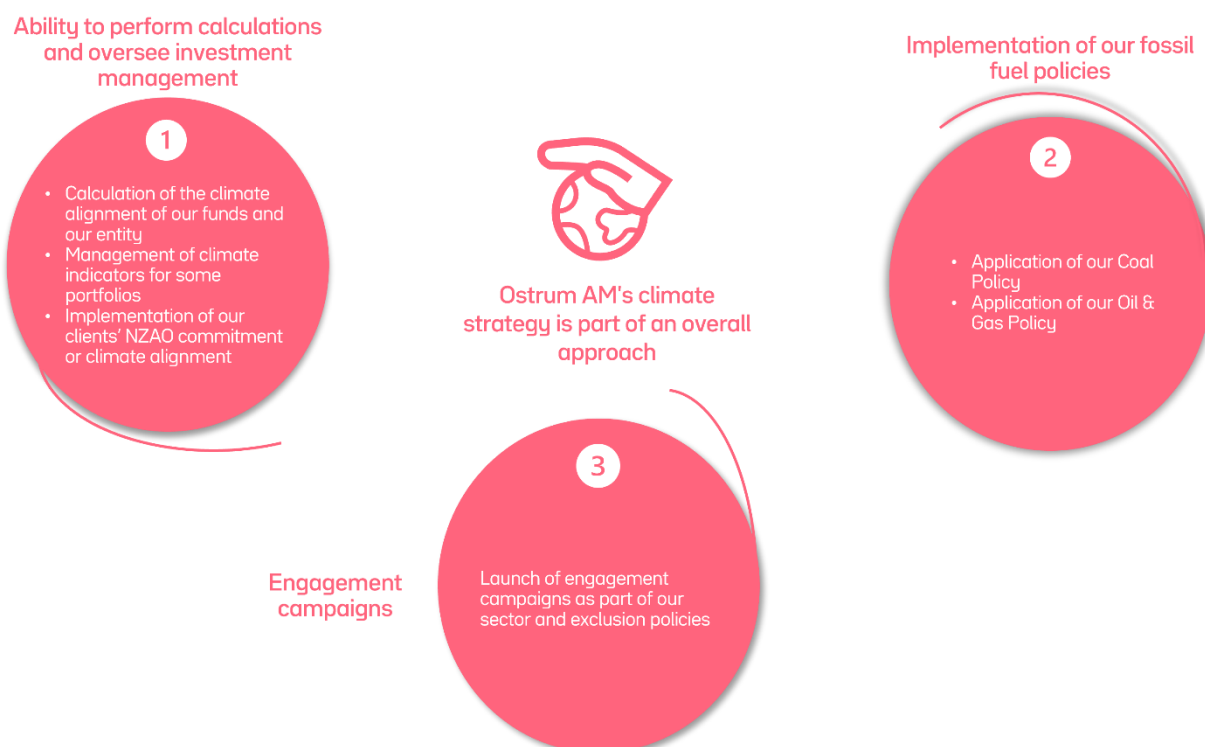 Ability to perform calculations
and oversee investment
management
1
• Calculation of the climate
alignment of our funds and
our entity
• Management of climate
indicators for some
portfolios
• Implementation of our
clients' NZAO commitment
or climate alignment
Implementation of our fossil
fuel policies
2
• Application of our Coal
Policy
• Application of our Oil &
Gas Policy
Ostrum AM's climate
strategy is part of an overall
approach
Engagement
campaigns
3
Launch of engagement
campaigns as part of our
sector and exclusion policies